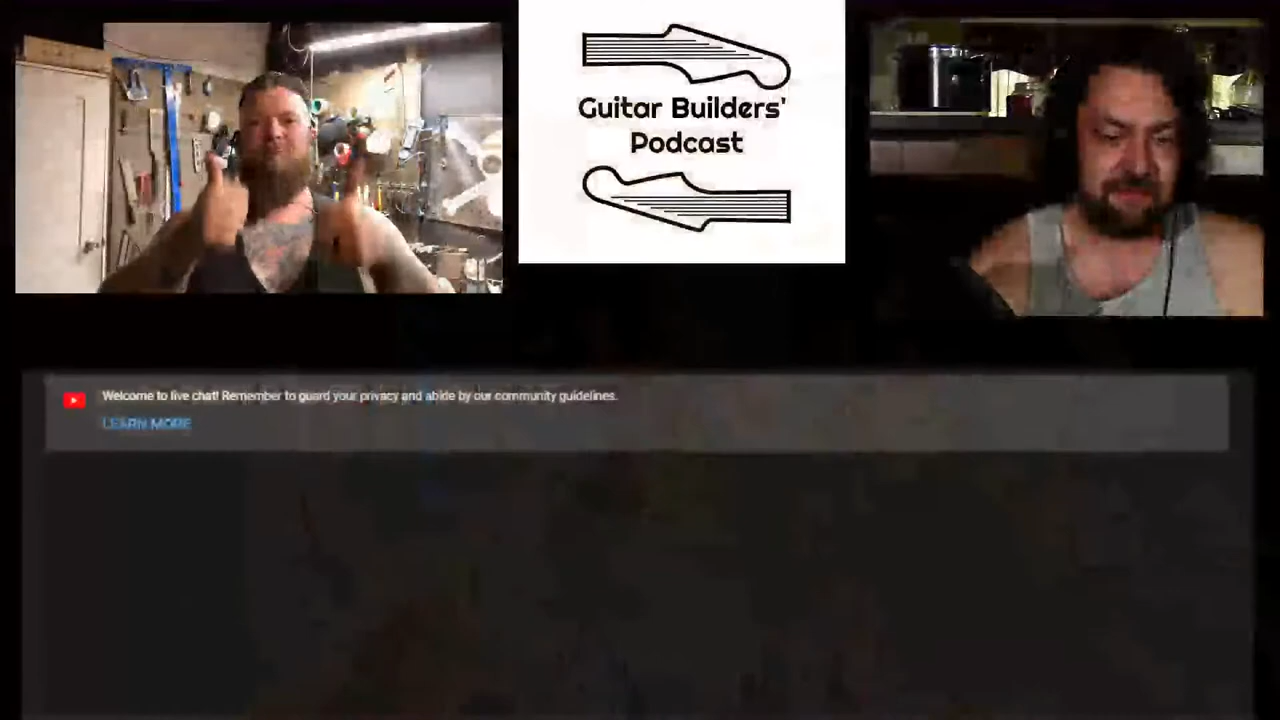 Guitar Builders'
Podcast
Welcome to live chat! Remember to guard your privacy and abide by our community guidelines.
LEARN MORE